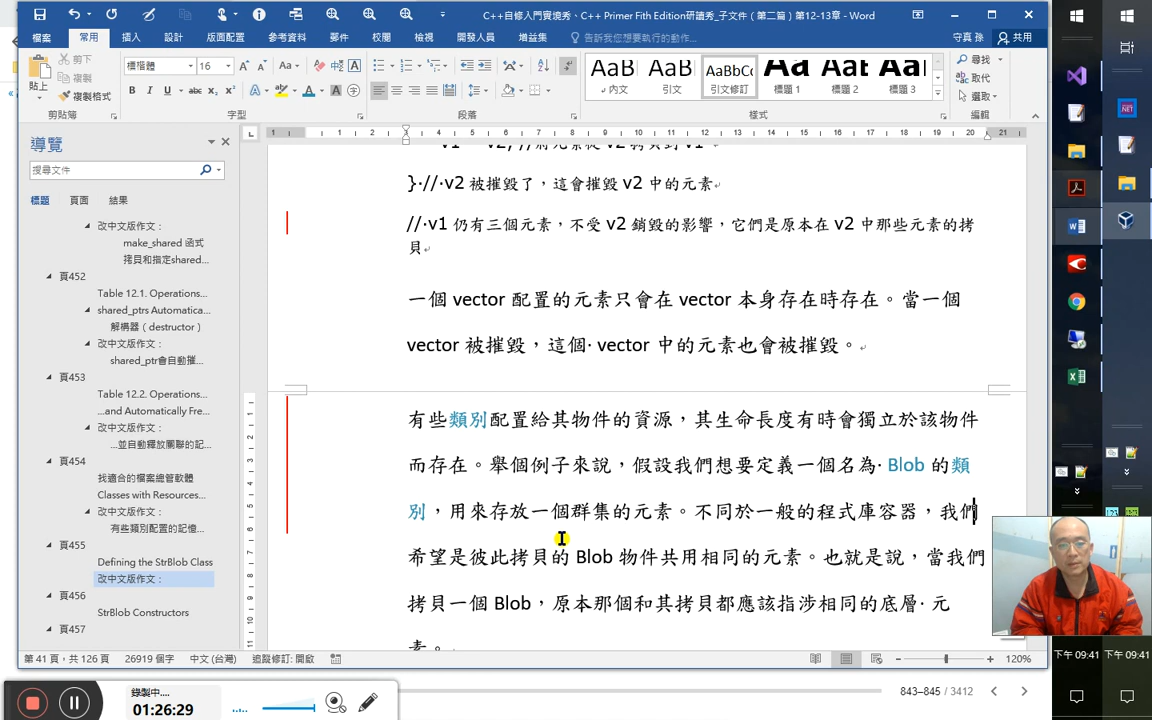 C++自修入門實境秀、C++ Primer Fifth Edition研讀秀_子文件（第二篇）第12-13章 - Word
檔案 常用 插入 設計 版面配置 參考資料 郵件 校閱 檢視 開發人員 增益集 告訴我您想要執行的動作... 守真 孫 共用
貼上 剪下 複製 複製格式 剪貼簿
標楷體 16 字型
段落
AaB 內文 AaB 引文 AaBbCc 引文修訂 Aa 標題 1 Aat 標題 2 Aa. 標題 3 樣式
尋找 取代 選取 編輯
導覽
搜尋文件
標題 頁面 結果
改中文版作文：
make_shared 函式
拷貝和指定shared...
頁452
Table 12.1. Operations...
shared_ptrs Automatica...
解構器（destructor）
改中文版作文：
shared_ptr會自動摧...
頁453
Table 12.2. Operations...
...and Automatically Fre...
改中文版作文：
...並自動釋放關聯的記...
頁454
找適合的檔案總管軟體
Classes with Resources...
改中文版作文：
有些類別配置的記憶...
頁455
Defining the StrBlob Class
改中文版作文：
頁456
StrBlob Constructors
頁457
}·//·v2 被摧毀了，這會摧毀 v2 中的元素
//·v1 仍有三個元素，不受 v2 銷毀的影響，它們是原本在 v2 中那些元素的拷
貝
一個 vector 配置的元素只會在 vector 本身存在時存在。當一個
vector 被摧毀，這個· vector 中的元素也會被摧毀。
有些類別配置給其物件的資源，其生命長度有時會獨立於該物件
而存在。舉個例子來說，假設我們想要定義一個名為· Blob 的類
別，用來存放一個群集的元素。不同於一般的程式庫容器，我們
希望是彼此拷貝的 Blob 物件共用相同的元素。也就是說，當我們
拷貝一個 Blob，原本那個和其拷貝都應該指涉相同的底層· 元
素。
第 41 頁，共 126 頁 26919 個字 中文 (台灣) 追蹤修訂: 開啟 120%
錄製中...
01:26:29
843–845 / 3412
下午 09:41 下午 09:41